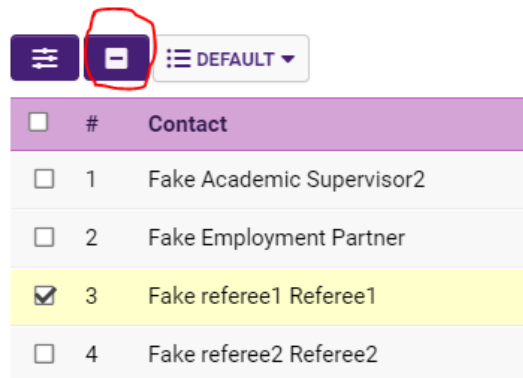 DEFAULT
# Contact
1 Fake Academic Supervisor2
2 Fake Employment Partner
3 Fake referee1 Referee1
4 Fake referee2 Referee2